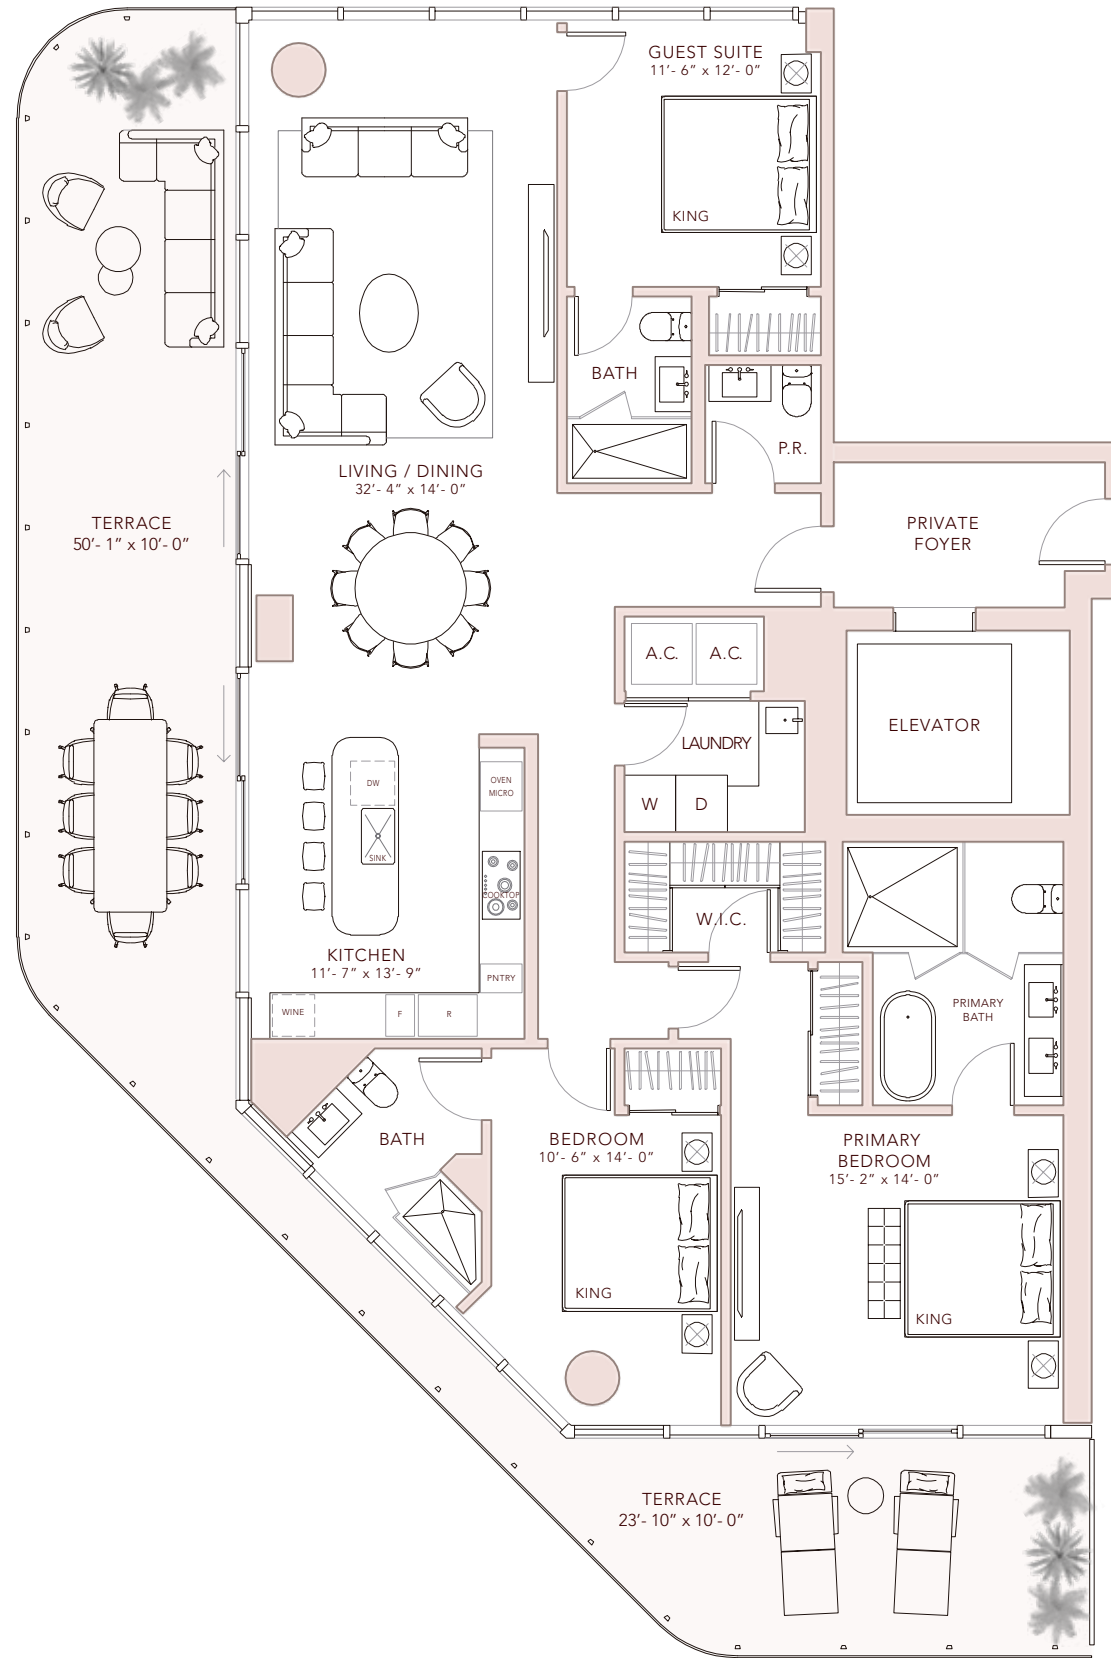 GUEST SUITE
11'- 6" x 12'- 0"
KING
BATH
P.R.
LIVING / DINING
32'- 4" x 14'- 0"
TERRACE
50'- 1" x 10'- 0"
PRIVATE
FOYER
A.C.
A.C.
ELEVATOR
LAUNDRY
W
D
DW
SINK
OVEN
MICRO
COOKTOP
KITCHEN
11'- 7" x 13'- 9"
PNTRY
WINE
F
R
W.I.C.
PRIMARY
BATH
BATH
BEDROOM
10'- 6" x 14'- 0"
KING
PRIMARY
BEDROOM
15'- 2" x 14'- 0"
KING
TERRACE
23'- 10" x 10'- 0"